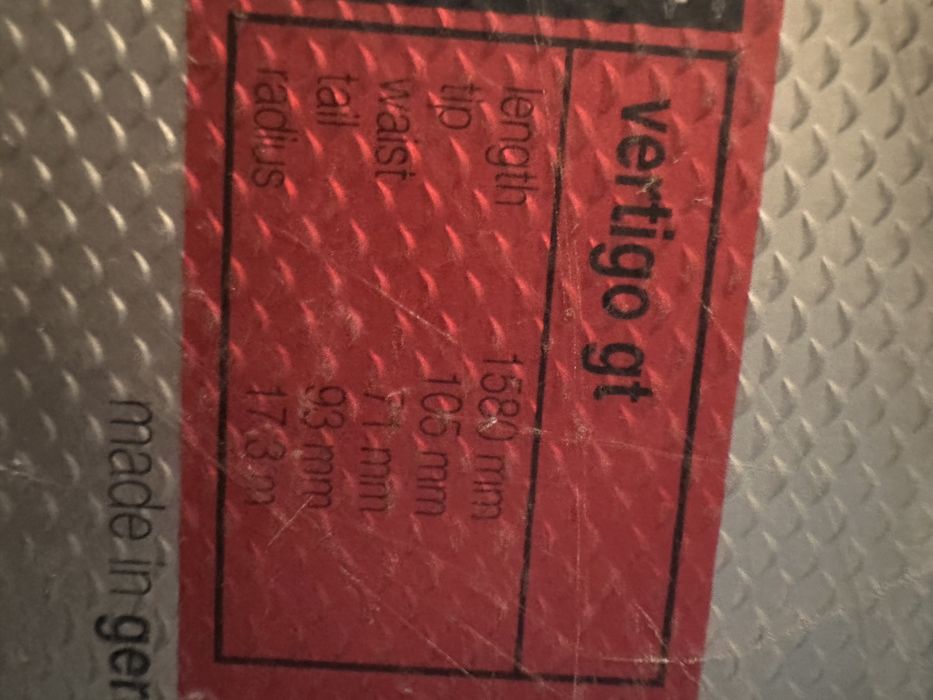 vertigo gt
length 1580 mm
tip 105 mm
waist 71 mm
tail 93 mm
radius 17.3 m
made in ger